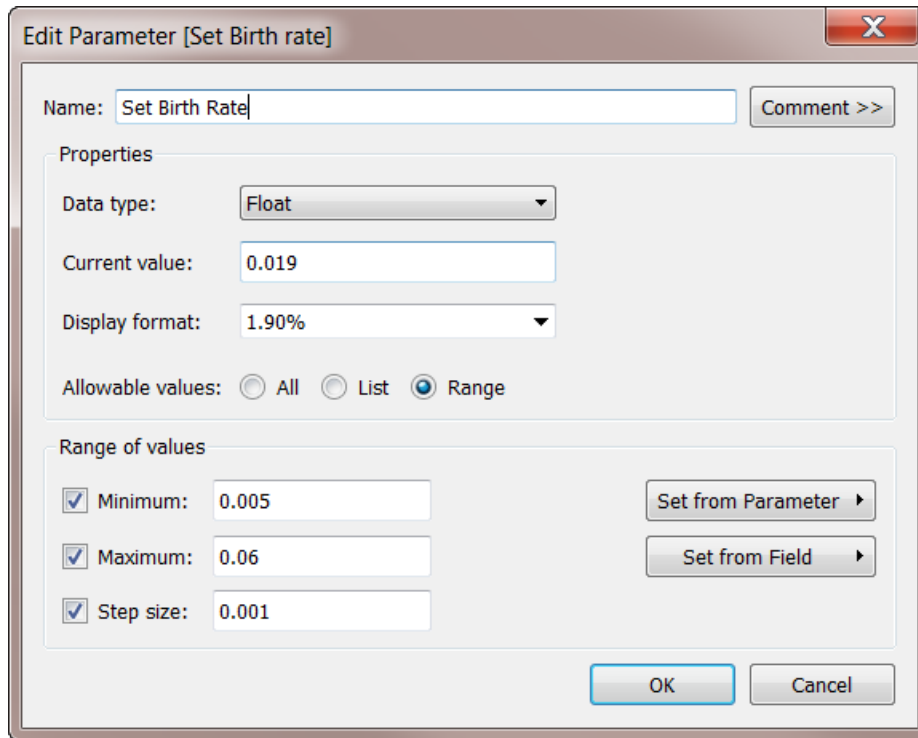 Edit Parameter [Set Birth rate]
X
Name: Set Birth Rate Comment >>
Properties
Data type: Float
Current value: 0.019
Display format: 1.90%
Allowable values: All List Range
Range of values
Minimum: 0.005 Set from Parameter
Maximum: 0.06 Set from Field
Step size: 0.001
OK Cancel